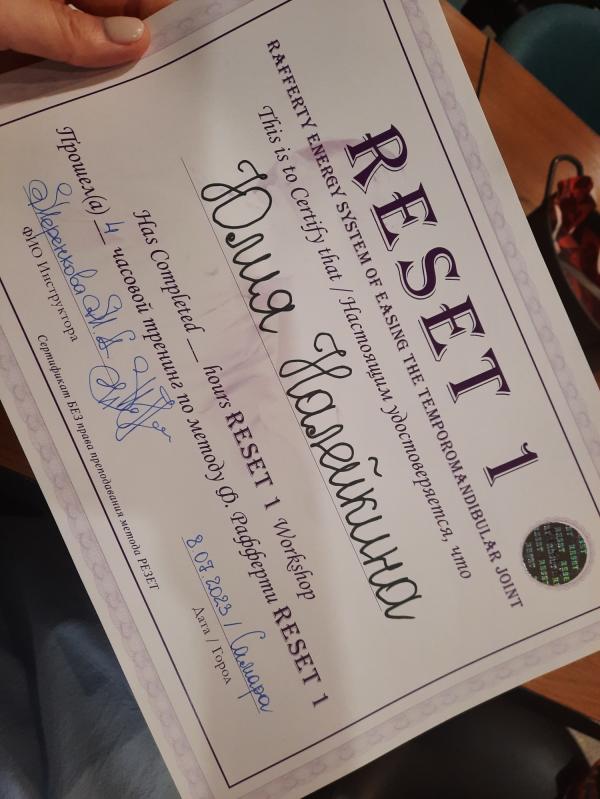 RESET 1
RAFFERTY ENERGY SYSTEM OF EASING THE TEMPOROMANDIBULAR JOINT
This is to Certify that / Настоящим удостоверяется, что
Юлия Налейкина
Has Completed __ hours RESET 1 Workshop
Прошел(а) 4 часовой тренинг по методу Ф. Рафферти RESET 1
8.07.2023 / Самара
ФИО Инструктора
Дата / Город
Сертификат БЕЗ права преподавания метода РЕЗЕТ